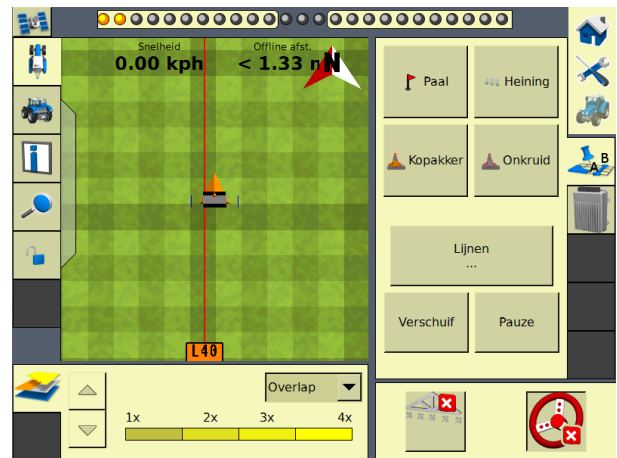 Snelheid
Offline afst.
0.00 kph
< 1.33 m
N
Paal
Heining
Kopakker
Onkruid
A B
Lijnen
...
Verschuif
Pauze
L40
Overlap
1x 2x 3x 4x